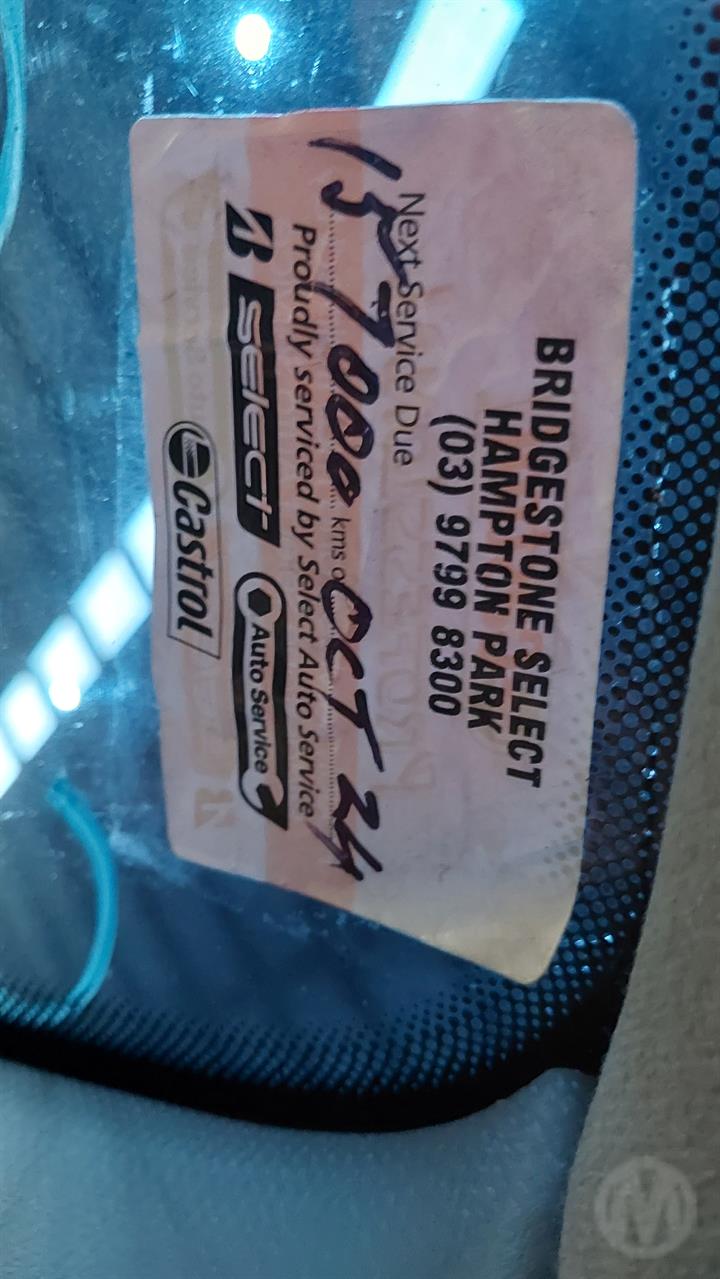 BRIDGESTONE SELECT
HAMPTON PARK
(03) 9799 8300
Next Service Due
157000 kms o OCT 24
Proudly serviced by Select Auto Service
B SELECT Auto Service
Castrol
M